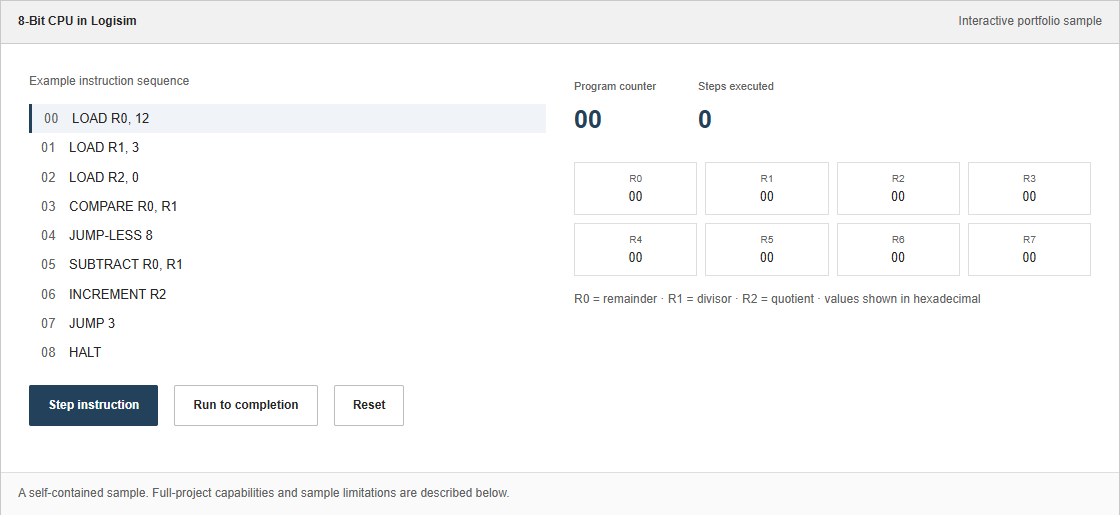 8-Bit CPU in Logisim
Interactive portfolio sample
Example instruction sequence
00 LOAD R0, 12
01 LOAD R1, 3
02 LOAD R2, 0
03 COMPARE R0, R1
04 JUMP-LESS 8
05 SUBTRACT R0, R1
06 INCREMENT R2
07 JUMP 3
08 HALT
Step instruction
Run to completion
Reset
Program counter
Steps executed
00
0
R0 R1 R2 R3
00 00 00 00
R4 R5 R6 R7
00 00 00 00
R0 = remainder · R1 = divisor · R2 = quotient · values shown in hexadecimal
A self-contained sample. Full-project capabilities and sample limitations are described below.